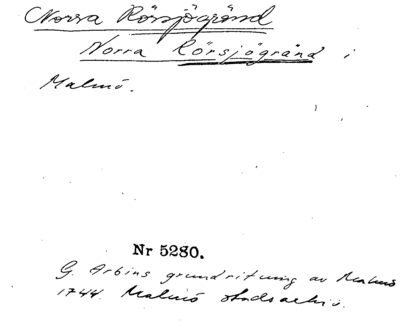 Norra Rörsjögränd
Norra Rörsjögränd i
Malmö.
Nr 5280.
G. Arbins grundritning av Malmö
1744. Malmö stadsarkiv.